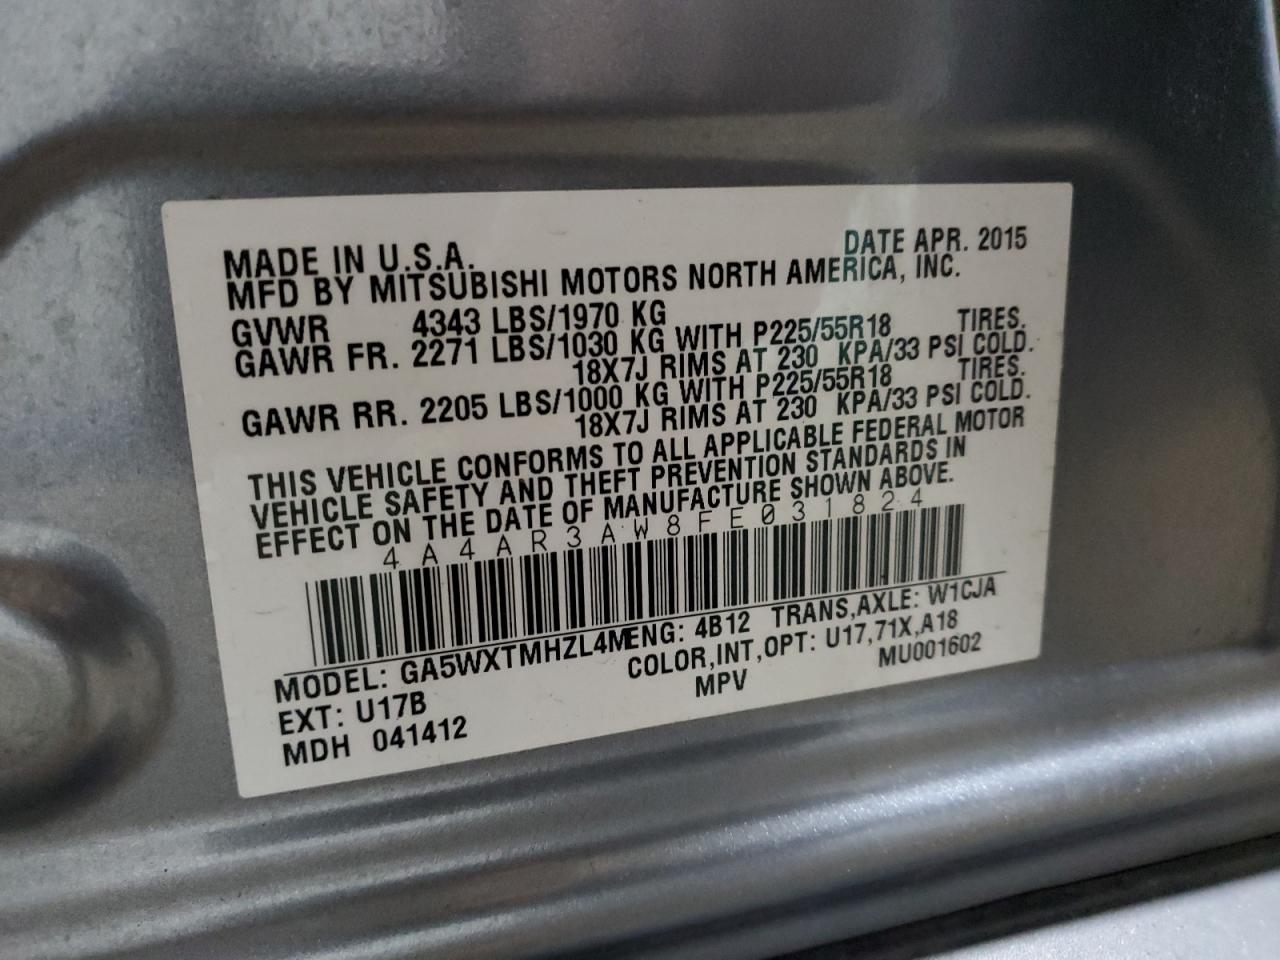 MADE IN U.S.A. DATE APR. 2015
MFD BY MITSUBISHI MOTORS NORTH AMERICA, INC.
GVWR 4343 LBS/1970 KG
GAWR FR. 2271 LBS/1030 KG WITH P225/55R18 TIRES.
18X7J RIMS AT 230 KPA/33 PSI COLD.
GAWR RR. 2205 LBS/1000 KG WITH P225/55R18 TIRES.
18X7J RIMS AT 230 KPA/33 PSI COLD.
THIS VEHICLE CONFORMS TO ALL APPLICABLE FEDERAL MOTOR
VEHICLE SAFETY AND THEFT PREVENTION STANDARDS IN
EFFECT ON THE DATE OF MANUFACTURE SHOWN ABOVE.
4A4AR3AW8FE031824
MODEL: GA5WXTMHZL4MENG: 4B12 TRANS,AXLE: W1CJA
EXT: U17B COLOR,INT,OPT: U17,71X,A18
MDH 041412 MPV MU001602